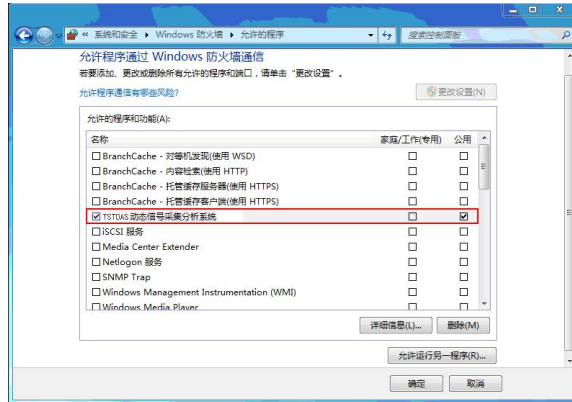 « 系统和安全 ▸ Windows 防火墙 ▸ 允许的程序
搜索控制面板
允许程序通过 Windows 防火墙通信
若要添加、更改或删除所有允许的程序和端口，请单击“更改设置”。
允许程序通信有哪些风险?
更改设置(N)
允许的程序和功能(A):
名称 家庭/工作(专用) 公用
BranchCache - 对等机发现(使用 WSD)
BranchCache - 内容检索(使用 HTTP)
BranchCache - 托管缓存服务器(使用 HTTPS)
BranchCache - 托管缓存客户端(使用 HTTPS)
TSTDAS 动态信号采集分析系统
iSCSI 服务
Media Center Extender
Netlogon 服务
SNMP Trap
Windows Management Instrumentation (WMI)
Windows Media Player
详细信息(L)... 删除(M)
允许运行另一程序(R)...
确定 取消